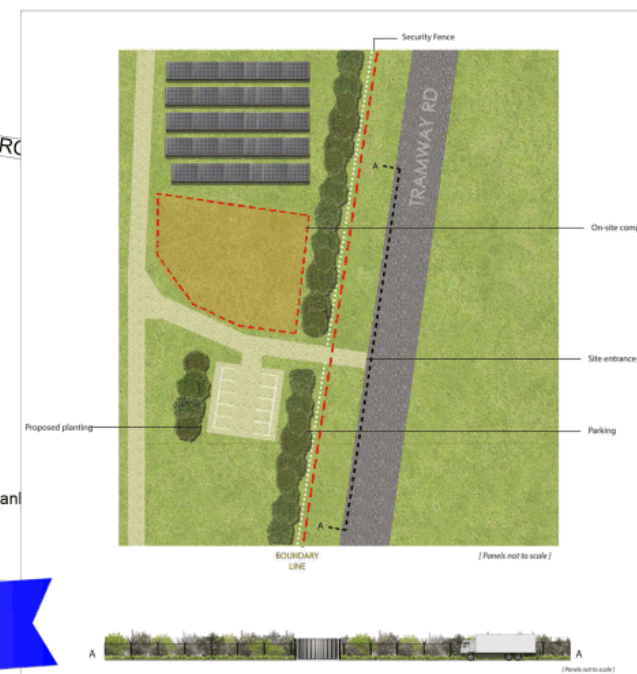 Security Fence
TRAMWAY RD
A
On-site
Site entrance
Parking
Proposed planting
A
BOUNDARY
LINE
[ Panels not to scale ]
A
A
[ Panels not to scale ]